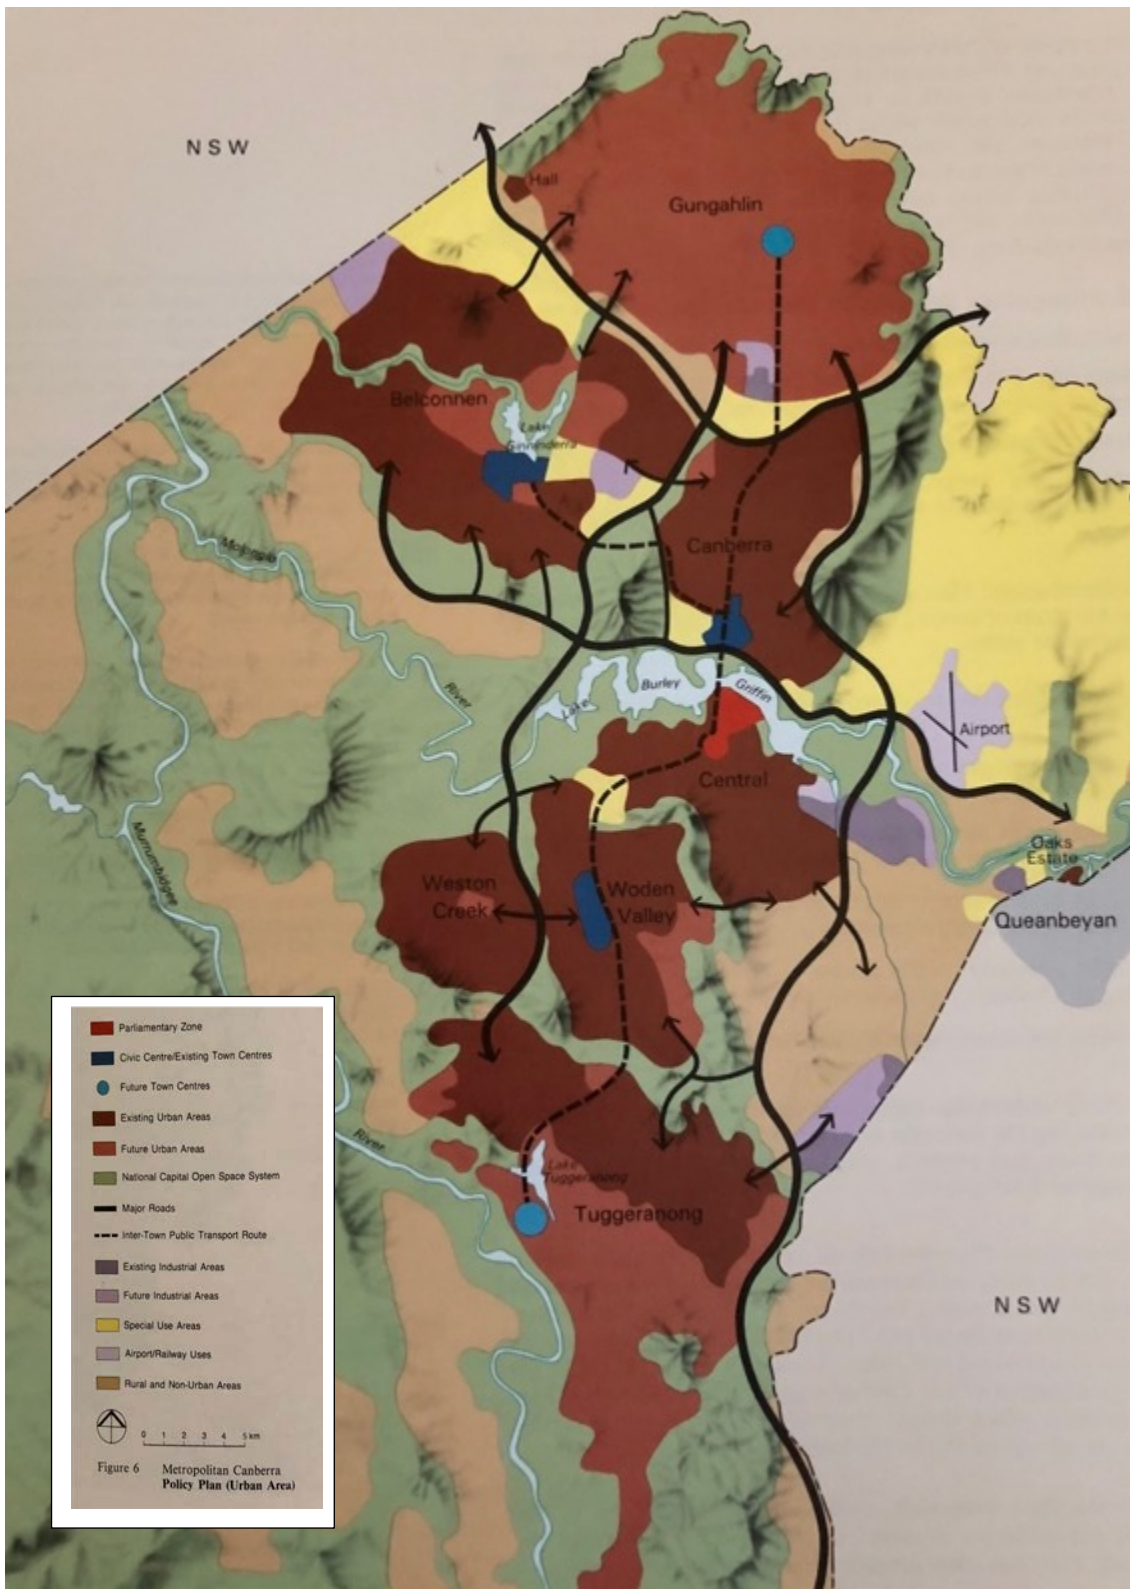 NSW
Hall
Gungahlin
Belconnen
Lake
Ginninderra
Molonglo
Canberra
River
Lake
Burley
Griffin
Airport
Central
Murrumbidgee
Oaks
Estate
Weston
Creek
Woden
Valley
Queanbeyan
River
Lake
Tuggeranong
Tuggeranong
NSW
Parliamentary Zone
Civic Centre/Existing Town Centres
Future Town Centres
Existing Urban Areas
Future Urban Areas
National Capital Open Space System
Major Roads
Inter-Town Public Transport Route
Existing Industrial Areas
Future Industrial Areas
Special Use Areas
Airport/Railway Uses
Rural and Non-Urban Areas
0 1 2 3 4 5 km
Figure 6 Metropolitan Canberra
Policy Plan (Urban Area)